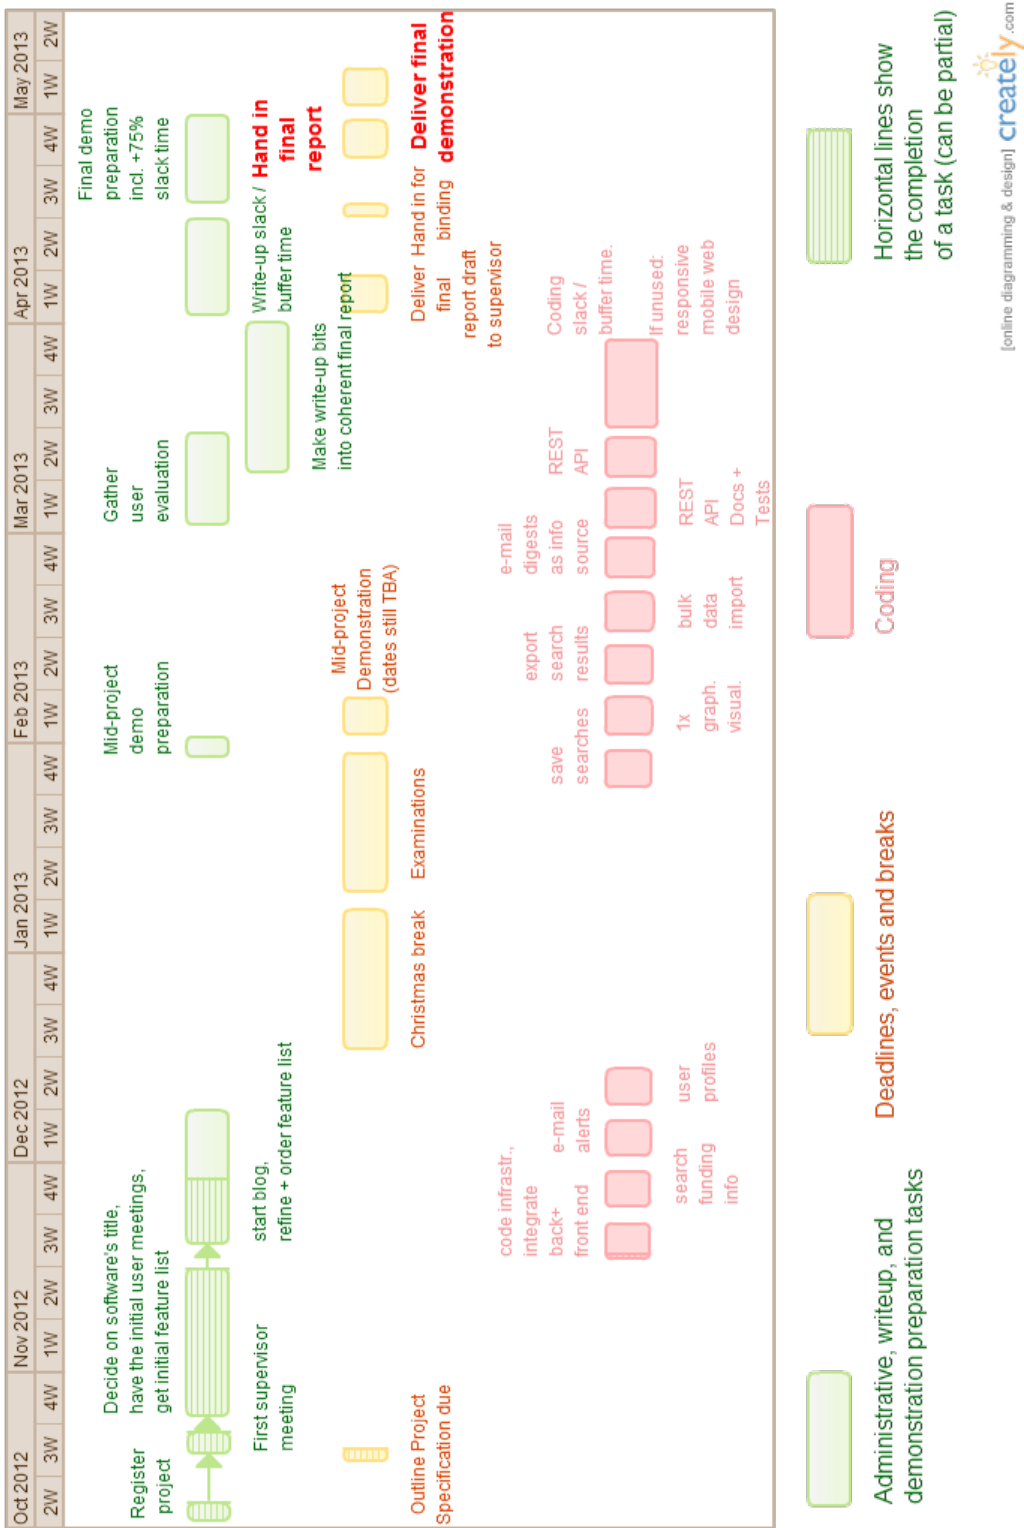 Oct 2012 Nov 2012 Dec 2012 Jan 2013 Feb 2013 Mar 2013 Apr 2013 May 2013
2W 3W 4W 1W 2W 3W 4W 1W 2W 3W 4W 1W 2W 3W 4W 1W 2W 3W 4W 1W 2W 3W 4W 1W 2W 3W 4W 1W 2W
Register
project
Decide on software's title,
have the initial user meetings,
get initial feature list
Mid-project
demo
preparation
Gather
user
evaluation
Final demo
preparation
incl. +75%
slack time
First supervisor
meeting
start blog,
refine + order feature list
Make write-up bits
into coherent final report
Write-up slack /
buffer time
Hand in
final
report
Outline Project
Specification due
Christmas break
Examinations
Mid-project
Demonstration
(dates still TBA)
Deliver
final
report draft
to supervisor
Hand in for
binding
Deliver final
demonstration
code infrastr.,
integrate
back+
front end
e-mail
alerts
search
funding
info
user
profiles
save
searches
1x
graph.
visual.
export
search
results
bulk
data
import
e-mail
digests
as info
source
REST
API
Docs +
Tests
REST
API
Coding
slack /
buffer time.
If unused:
responsive
mobile web
design
Administrative, writeup, and
demonstration preparation tasks
Deadlines, events and breaks
Coding
Horizontal lines show
the completion
of a task (can be partial)
[online diagramming & design] creately.com